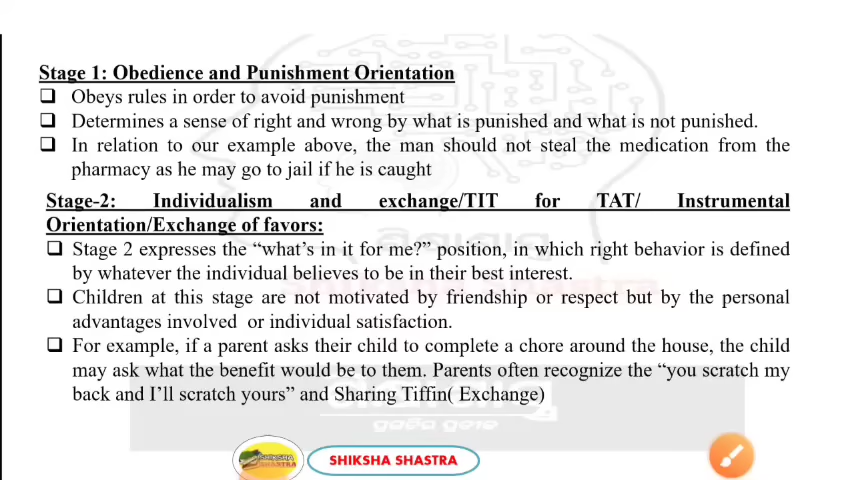 Stage 1: Obedience and Punishment Orientation
❑ Obeys rules in order to avoid punishment
❑ Determines a sense of right and wrong by what is punished and what is not punished.
❑ In relation to our example above, the man should not steal the medication from the
pharmacy as he may go to jail if he is caught
Stage-2: Individualism and exchange/TIT for TAT/ Instrumental
Orientation/Exchange of favors:
❑ Stage 2 expresses the “what’s in it for me?” position, in which right behavior is defined
by whatever the individual believes to be in their best interest.
❑ Children at this stage are not motivated by friendship or respect but by the personal
advantages involved or individual satisfaction.
❑ For example, if a parent asks their child to complete a chore around the house, the child
may ask what the benefit would be to them. Parents often recognize the “you scratch my
back and I’ll scratch yours” and Sharing Tiffin( Exchange)
SHIKSHA
SHASTRA
SHIKSHA SHASTRA